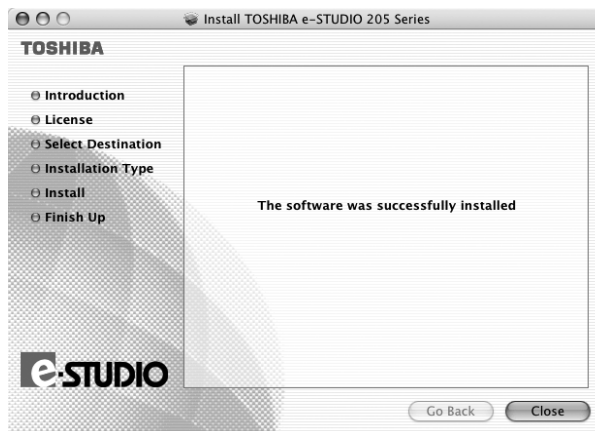 Install TOSHIBA e-STUDIO 205 Series
TOSHIBA
Introduction
License
Select Destination
Installation Type
Install
Finish Up
The software was successfully installed
e-STUDIO
Go Back
Close